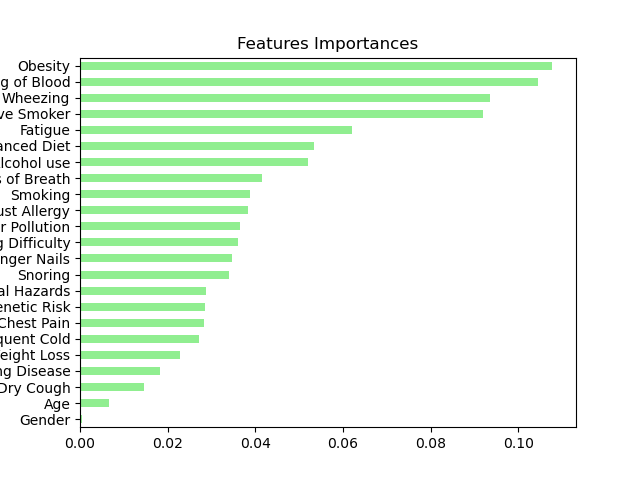 Features Importances
Obesity
g of Blood
Wheezing
ve Smoker
Fatigue
anced Diet
lcohol use
s of Breath
Smoking
ust Allergy
r Pollution
g Difficulty
nger Nails
Snoring
al Hazards
enetic Risk
Chest Pain
quent Cold
eight Loss
ng Disease
Dry Cough
Age
Gender
0.00 0.02 0.04 0.06 0.08 0.10